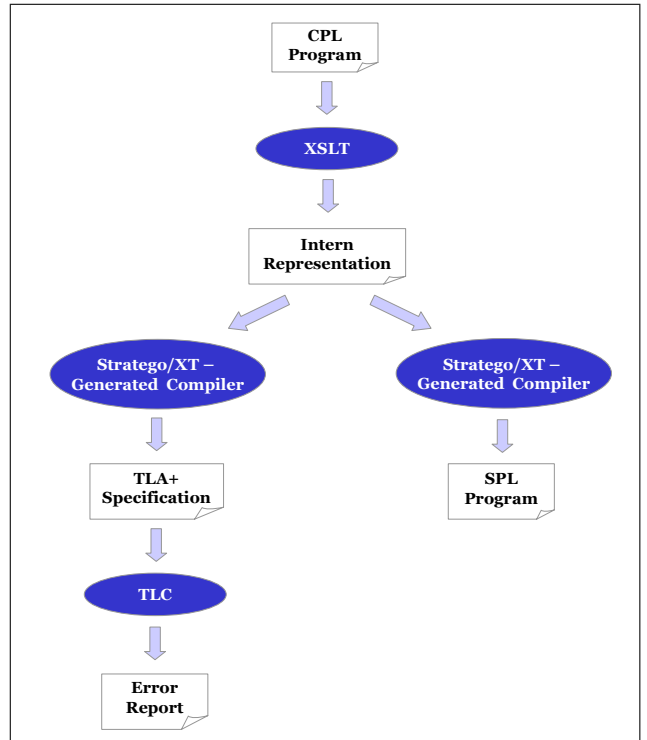 CPL
Program
XSLT
Intern
Representation
Stratego/XT –
Generated Compiler
Stratego/XT –
Generated Compiler
TLA+
Specification
SPL
Program
TLC
Error
Report